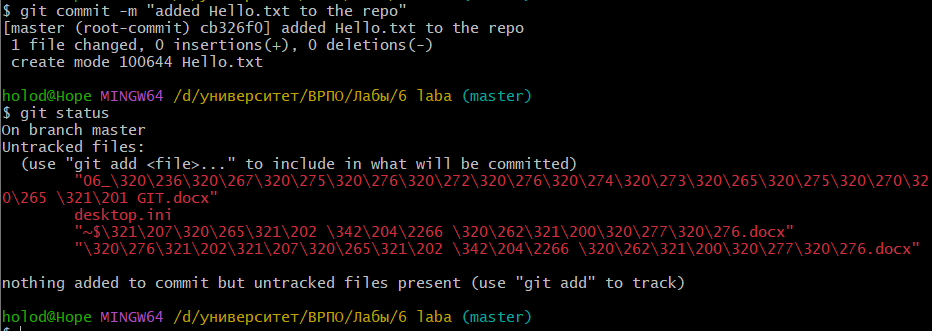 $ git commit -m "added Hello.txt to the repo"
[master (root-commit) cb326f0] added Hello.txt to the repo
 1 file changed, 0 insertions(+), 0 deletions(-)
 create mode 100644 Hello.txt
holod@Hope MINGW64 /d/университет/ВРПО/Лабы/6 laba (master)
$ git status
On branch master
Untracked files:
  (use "git add <file>..." to include in what will be committed)
        "06_\320\236\320\267\320\275\320\276\320\272\320\276\320\274\320\273\320\265\320\275\320\270\32
0\265 \321\201 GIT.docx"
        desktop.ini
        "~$\321\207\320\265\321\202 \342\204\2266 \320\262\321\200\320\277\320\276.docx"
        "\320\276\321\202\321\207\320\265\321\202 \342\204\2266 \320\262\321\200\320\277\320\276.docx"
nothing added to commit but untracked files present (use "git add" to track)
holod@Hope MINGW64 /d/университет/ВРПО/Лабы/6 laba (master)
$